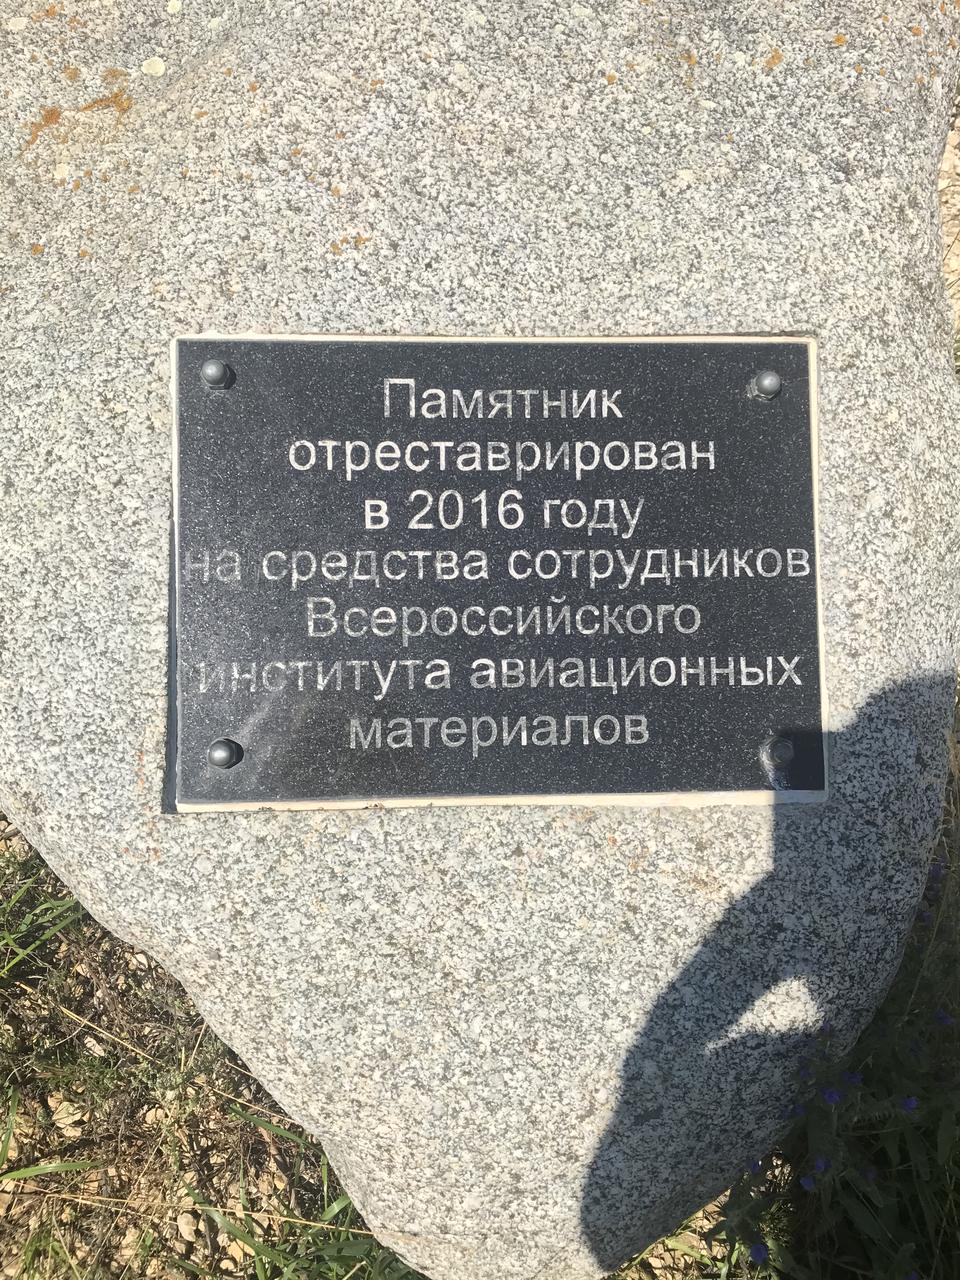 Памятник
отреставрирован
в 2016 году
на средства сотрудников
Всероссийского
института авиационных
материалов